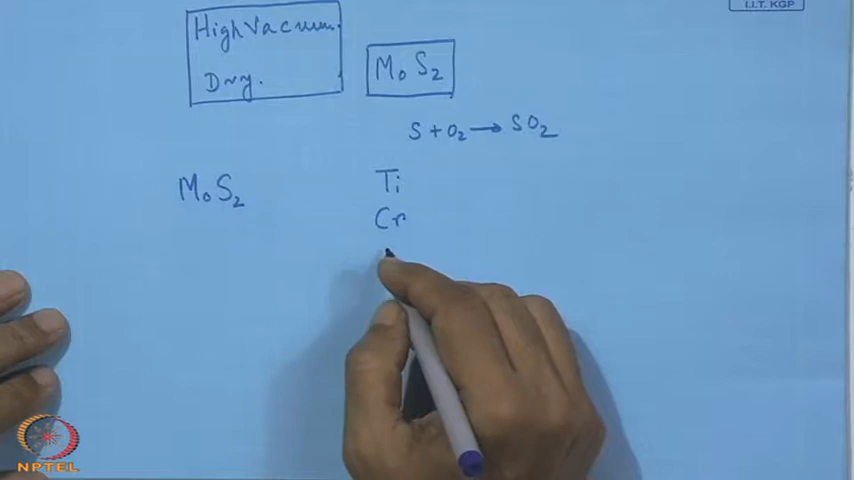 I.I.T. KGP
High Vacuum.
Dry.
MoS2
S + O2 → SO2
MoS2
Ti
Cr
NPTEL